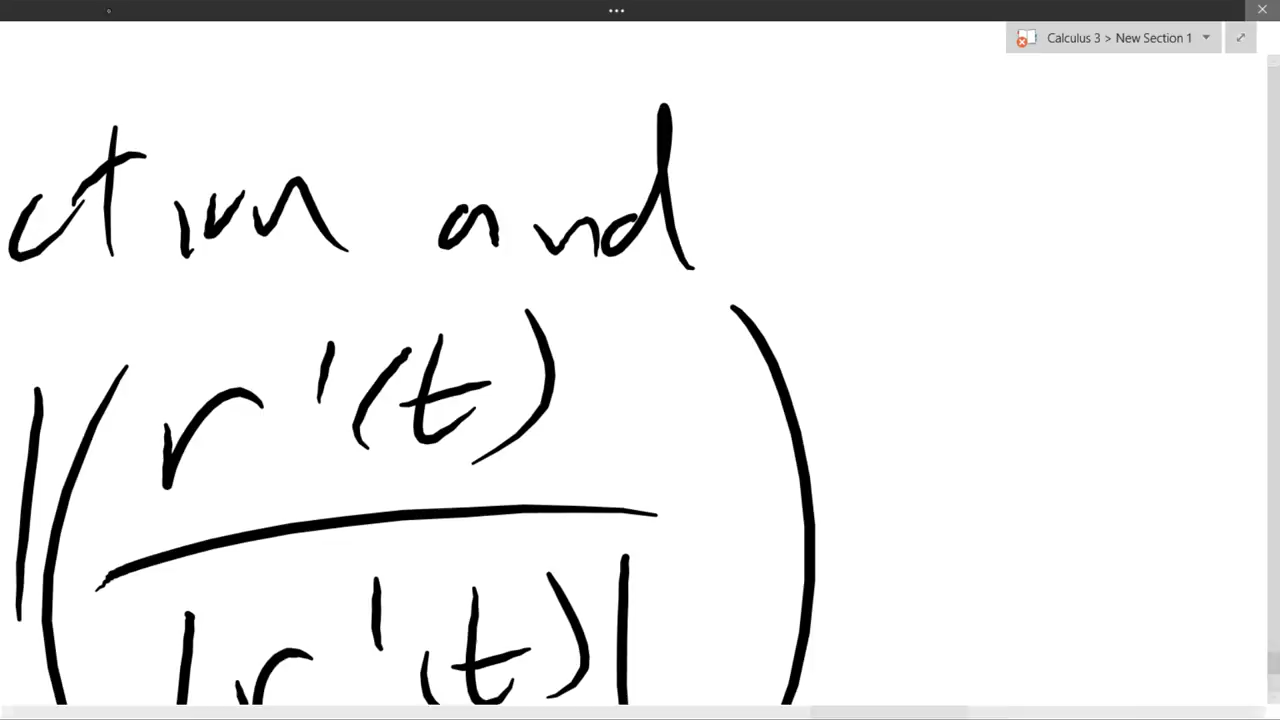 Calculus 3 > New Section 1
ction and
|( r'(t)
|r'(t)| )